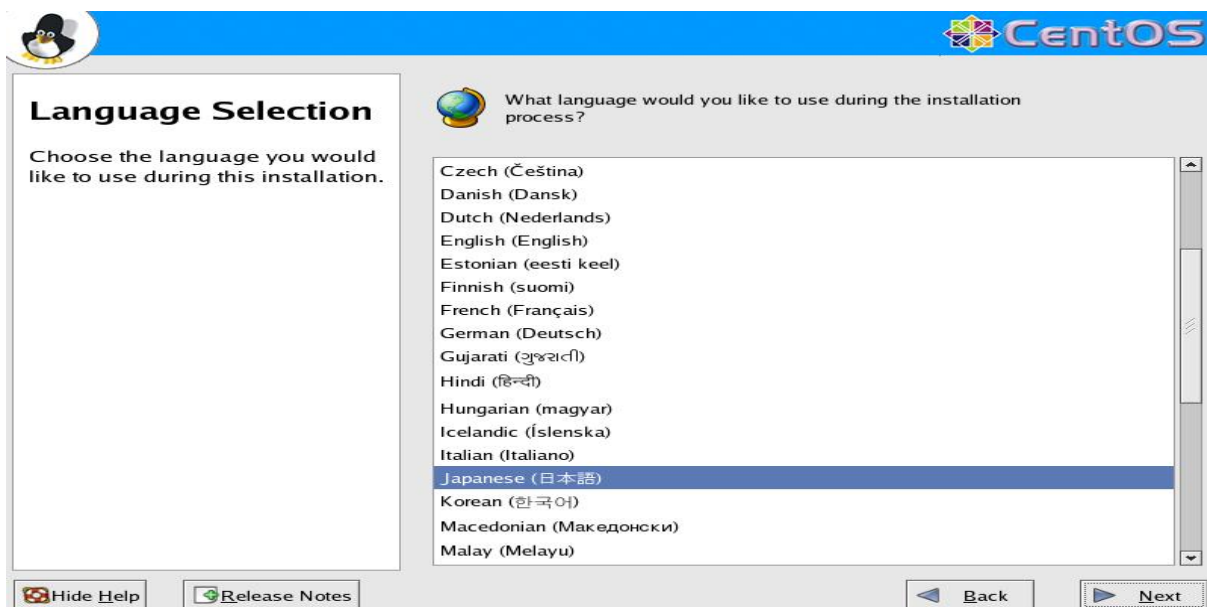 CentOS
Language Selection
Choose the language you would
like to use during this installation.
What language would you like to use during the installation
process?
Czech (Čeština)
Danish (Dansk)
Dutch (Nederlands)
English (English)
Estonian (eesti keel)
Finnish (suomi)
French (Français)
German (Deutsch)
Gujarati (ગુજરાતી)
Hindi (हिन्दी)
Hungarian (magyar)
Icelandic (Íslenska)
Italian (Italiano)
Japanese (日本語)
Korean (한국어)
Macedonian (Македонски)
Malay (Melayu)
Hide Help
Release Notes
Back
Next